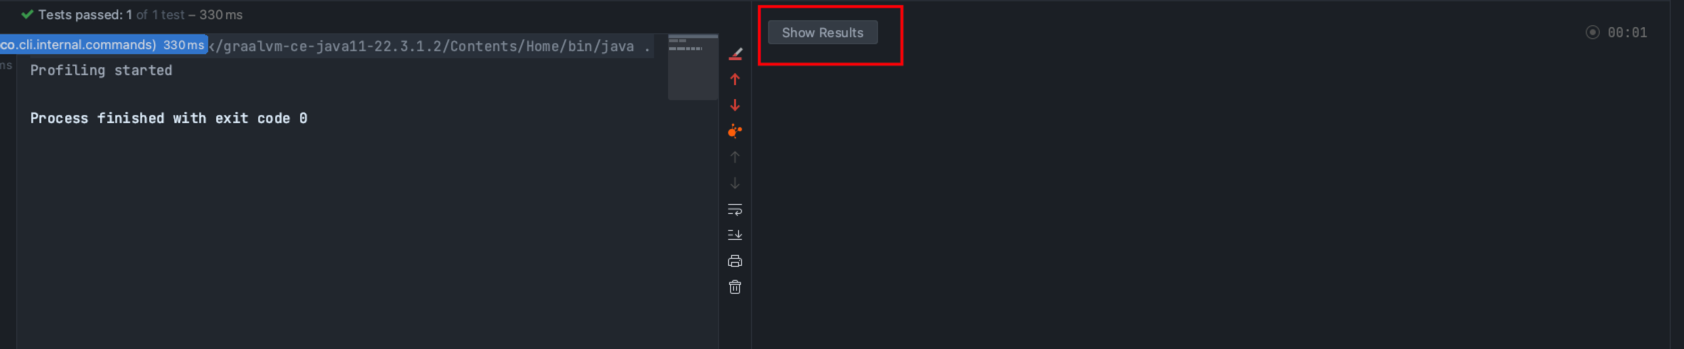 Tests passed: 1 of 1 test – 330 ms
co.cli.internal.commands) 330 ms k/graalvm-ce-java11-22.3.1.2/Contents/Home/bin/java .
ms
Profiling started
Process finished with exit code 0
Show Results
00:01